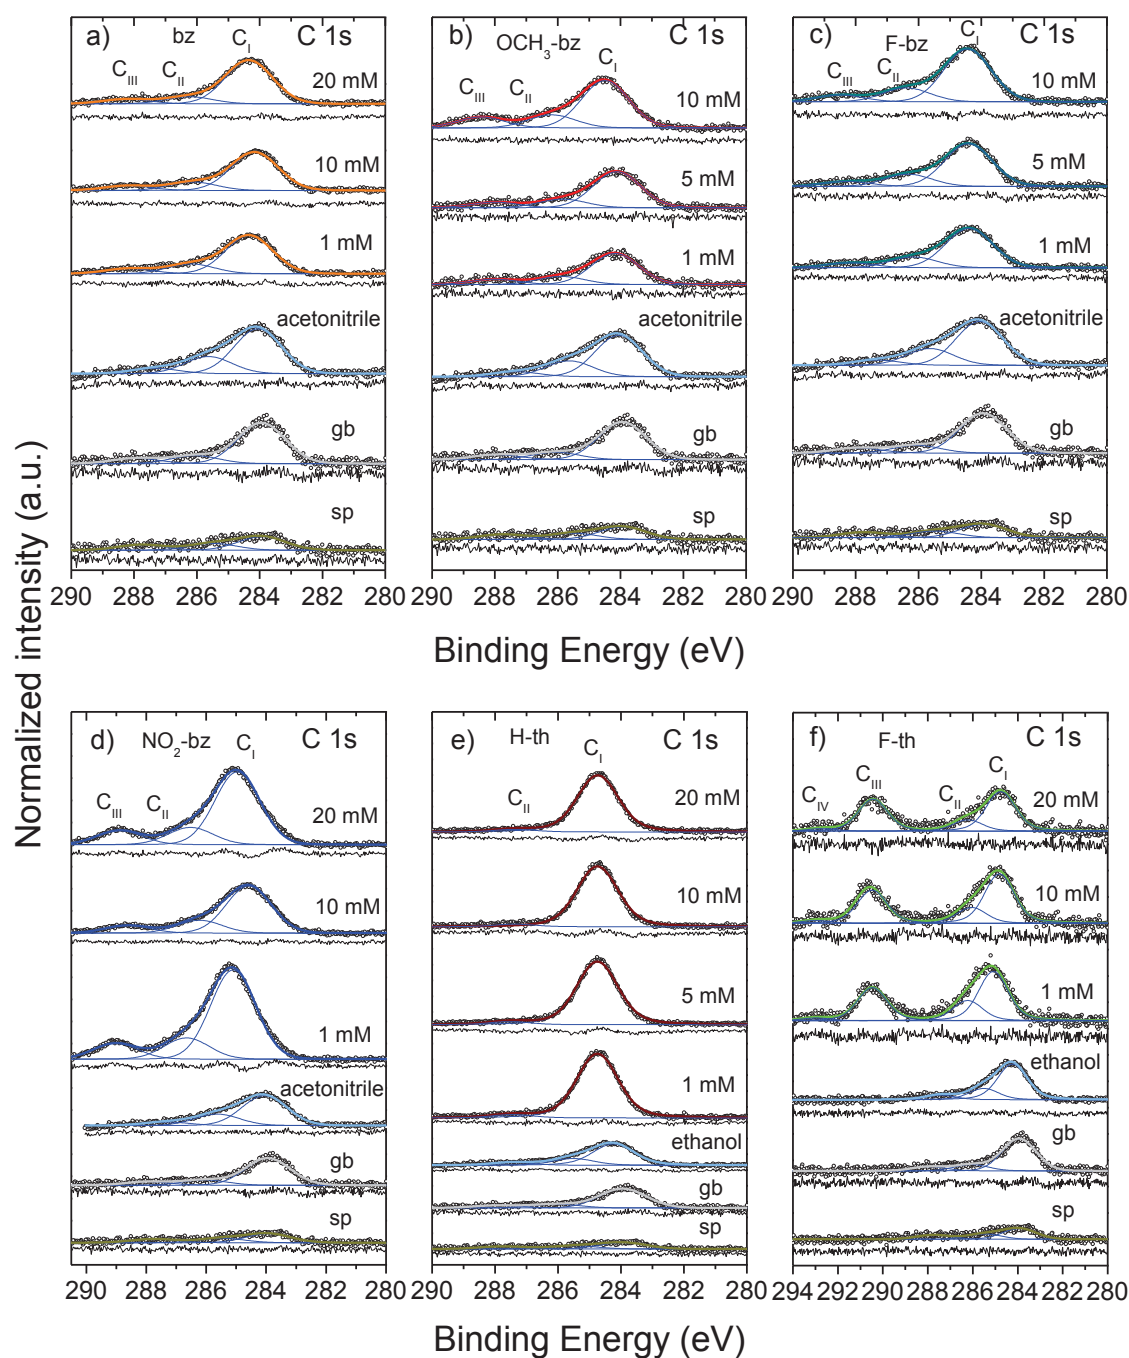 Normalized intensity (a.u.)
a) bz C_I C 1s
C_III C_II
20 mM
10 mM
1 mM
acetonitrile
gb
sp
290 288 286 284 282 280
b) OCH_3-bz C_I C 1s
C_III C_II
10 mM
5 mM
1 mM
acetonitrile
gb
sp
290 288 286 284 282 280
c) F-bz C_I C 1s
C_III C_II
10 mM
5 mM
1 mM
acetonitrile
gb
sp
290 288 286 284 282 280
Binding Energy (eV)
d) NO_2-bz C_I C 1s
C_III C_II
20 mM
10 mM
1 mM
acetonitrile
gb
sp
290 288 286 284 282 280
e) H-th C_I C 1s
C_II
20 mM
10 mM
5 mM
1 mM
ethanol
gb
sp
290 288 286 284 282 280
f) F-th C 1s
C_IV C_III C_II C_I
20 mM
10 mM
1 mM
ethanol
gb
sp
294 292 290 288 286 284 282 280
Binding Energy (eV)